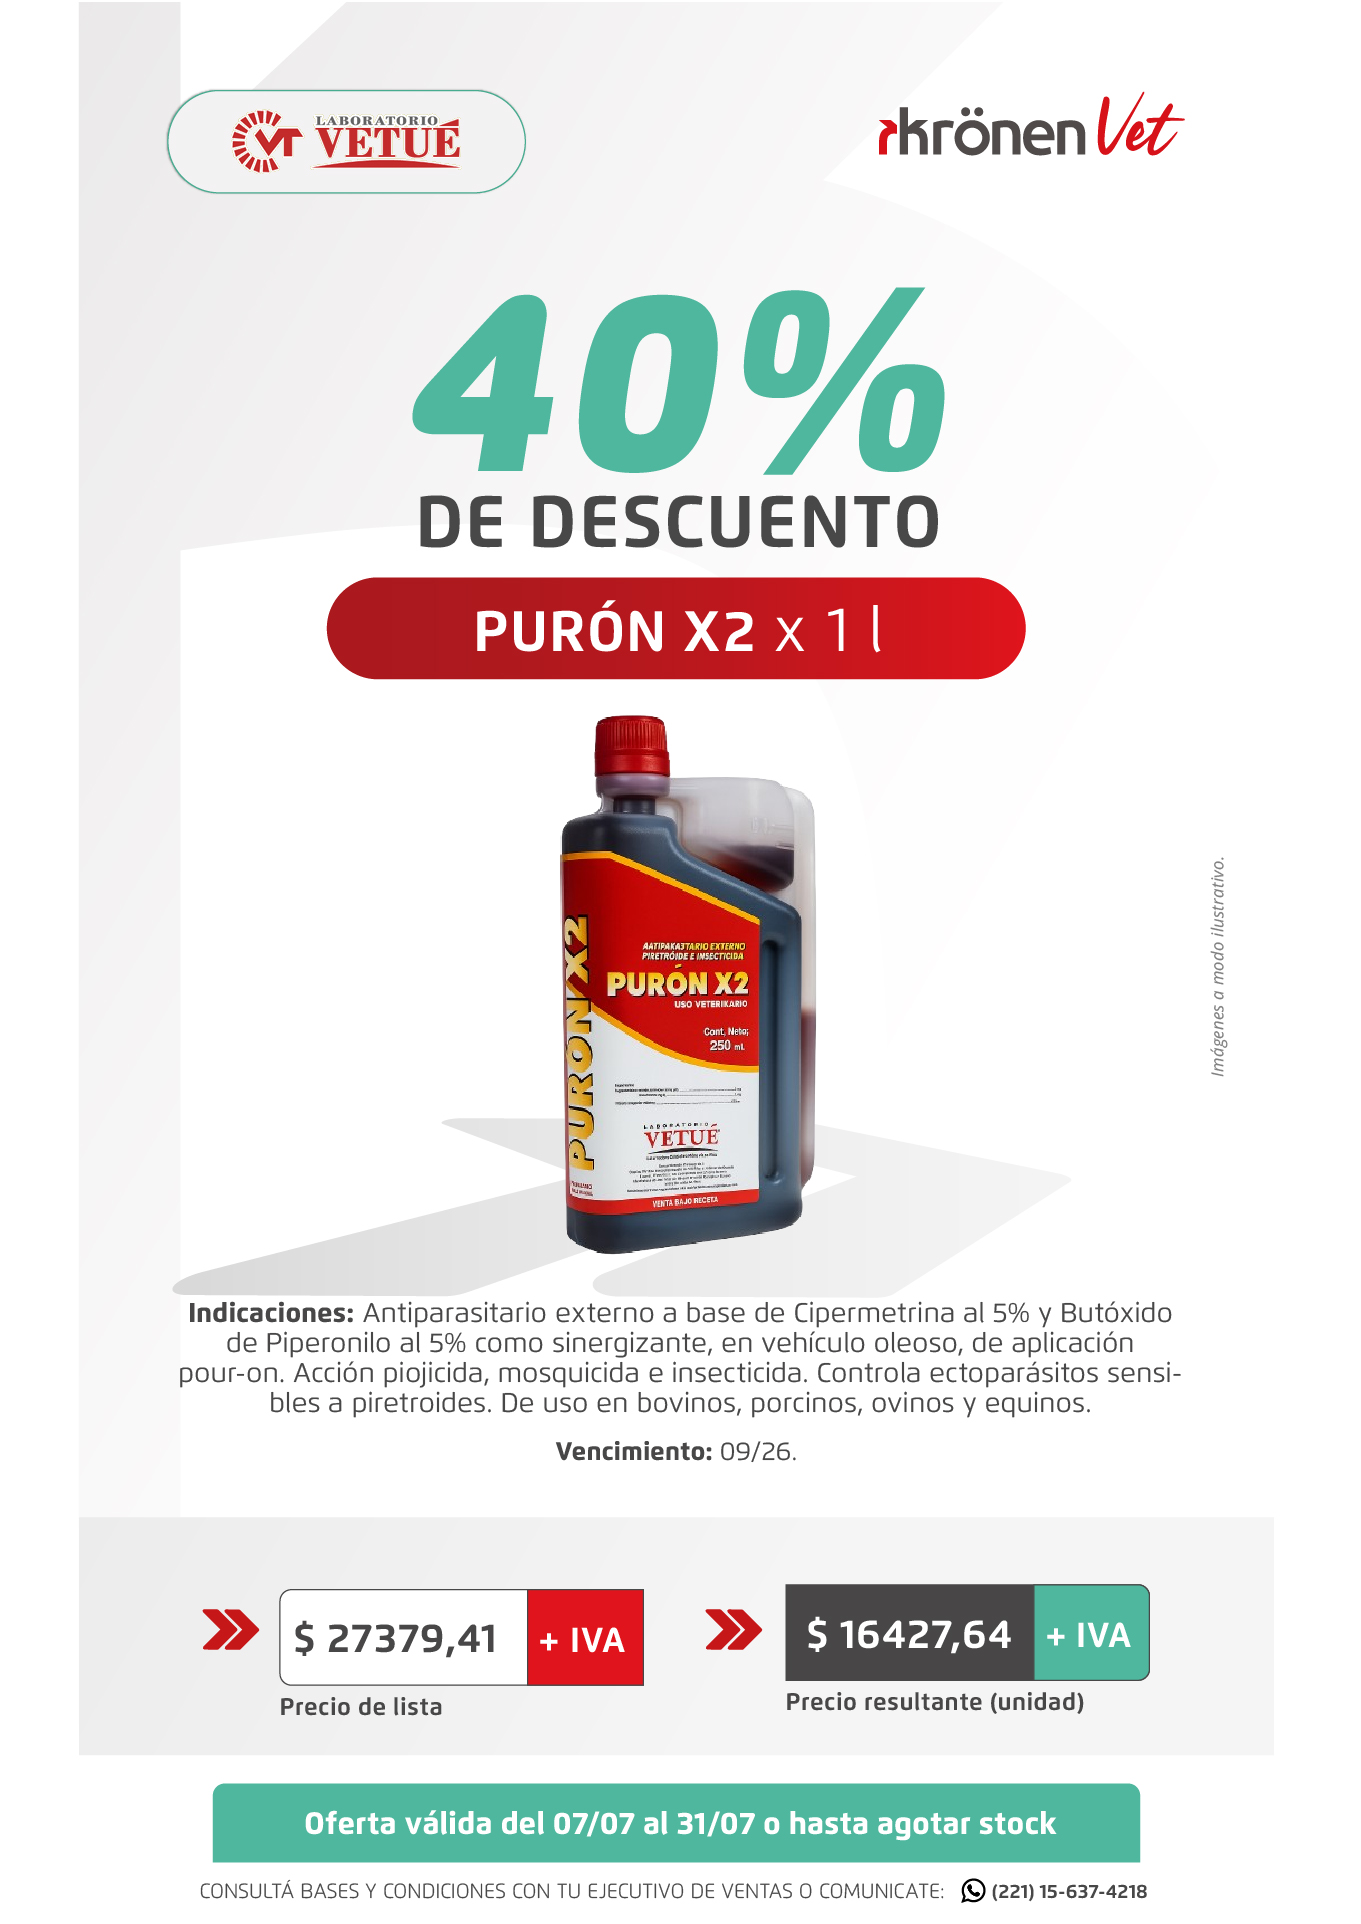 LABORATORIO
VETUÉ
krönen Vet
40%
DE DESCUENTO
PURÓN X2 x 1 l
PURÓN X2
PIRETRÓIDE E INSECTICIDA
PURÓN X2
Cant. Neto;
250 ml.
LABORATORIO
VETUÉ
VENTA BAJO RECETA
Imágenes a modo ilustrativo.
Indicaciones: Antiparasitario externo a base de Cipermetrina al 5% y Butóxido
de Piperonilo al 5% como sinergizante, en vehículo oleoso, de aplicación
pour-on. Acción piojicida, mosquicida e insecticida. Controla ectoparásitos sensi-
bles a piretroides. De uso en bovinos, porcinos, ovinos y equinos.
Vencimiento: 09/26.
$ 27379,41 + IVA
Precio de lista
$ 16427,64 + IVA
Precio resultante (unidad)
Oferta válida del 07/07 al 31/07 o hasta agotar stock
CONSULTÁ BASES Y CONDICIONES CON TU EJECUTIVO DE VENTAS O COMUNICATE: (221) 15-637-4218